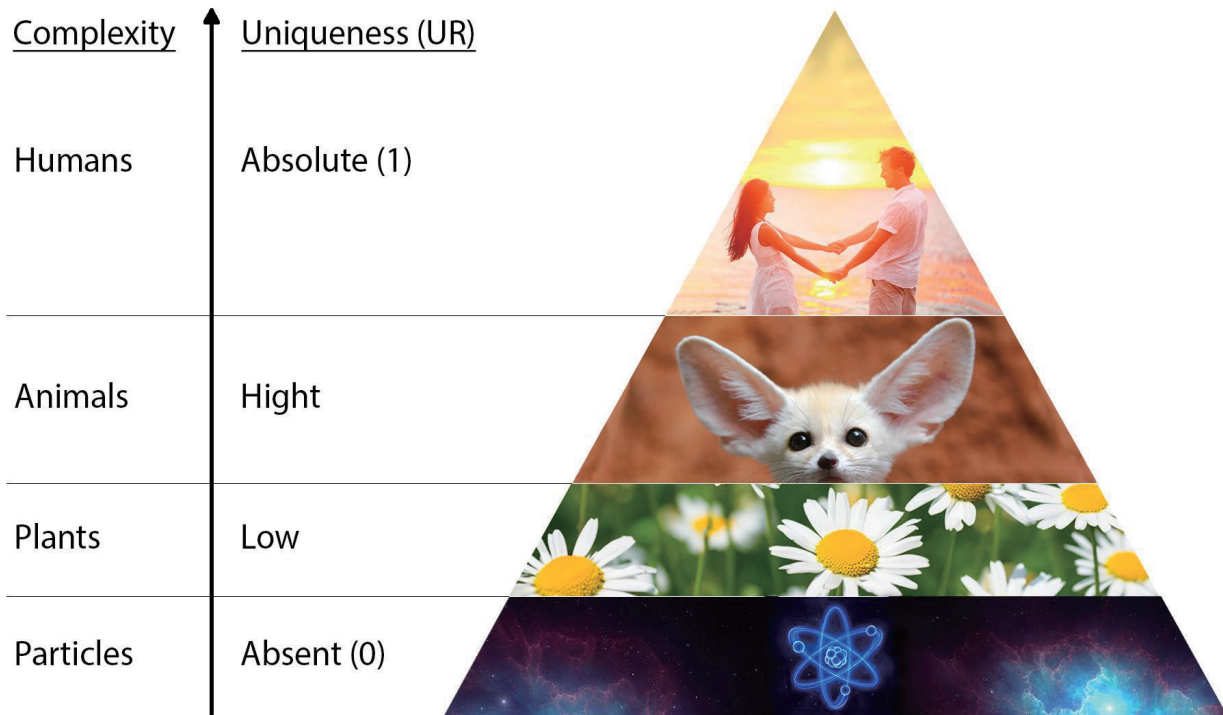 Complexity Uniqueness (UR)
Humans Absolute (1)
Animals Hight
Plants Low
Particles Absent (0)